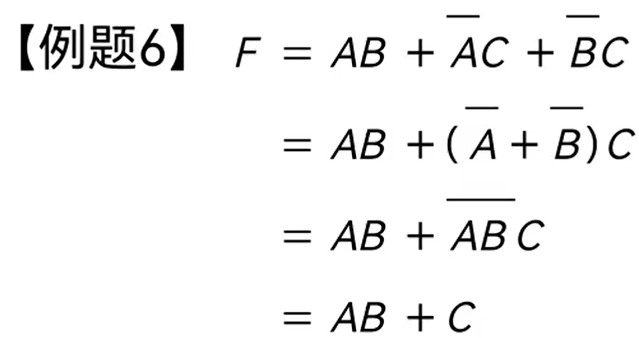 【例题6】 F = AB + A̅C + B̅C
= AB + (A̅ + B̅)C
= AB + A̅B̅C
= AB + C